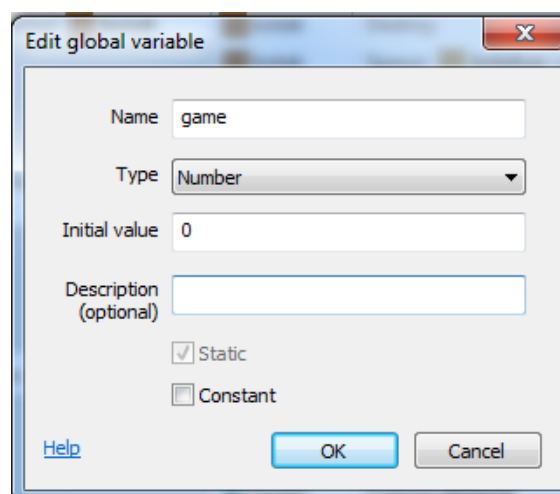 Edit global variable
Name game
Type Number
Initial value 0
Description
(optional)
Static
Constant
Help OK Cancel